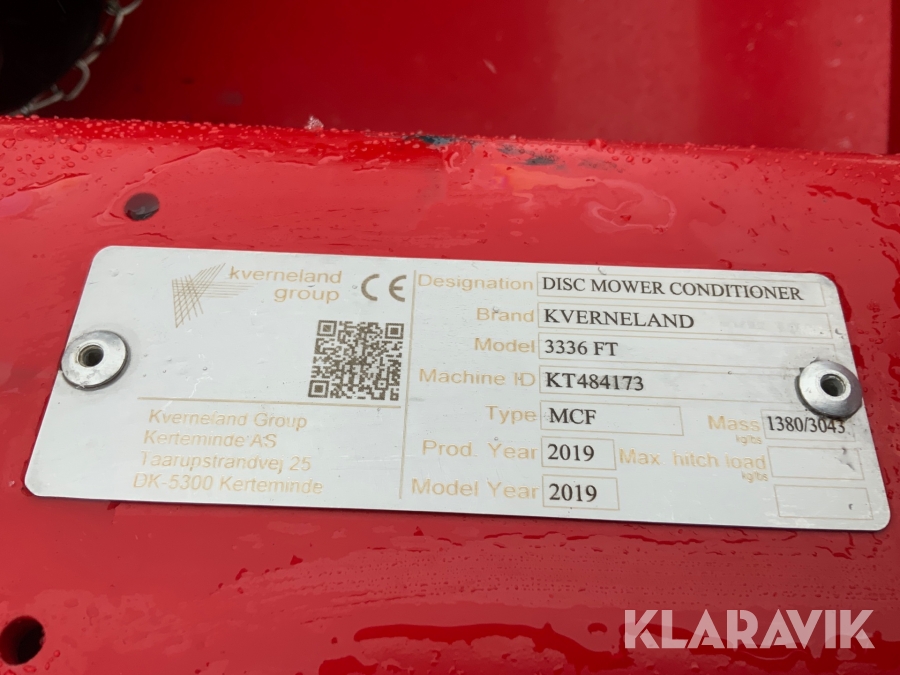 kverneland
group
CE
Kverneland Group
Kerteminde AS
Taarupstrandvej 25
DK-5300 Kerteminde
Designation DISC MOWER CONDITIONER
Brand KVERNELAND
Model 3336 FT
Machine ID KT484173
Type MCF Mass kg/lbs 1380/3043
Prod. Year 2019 Max. hitch load kg/lbs
Model Year 2019
KLARAVIK